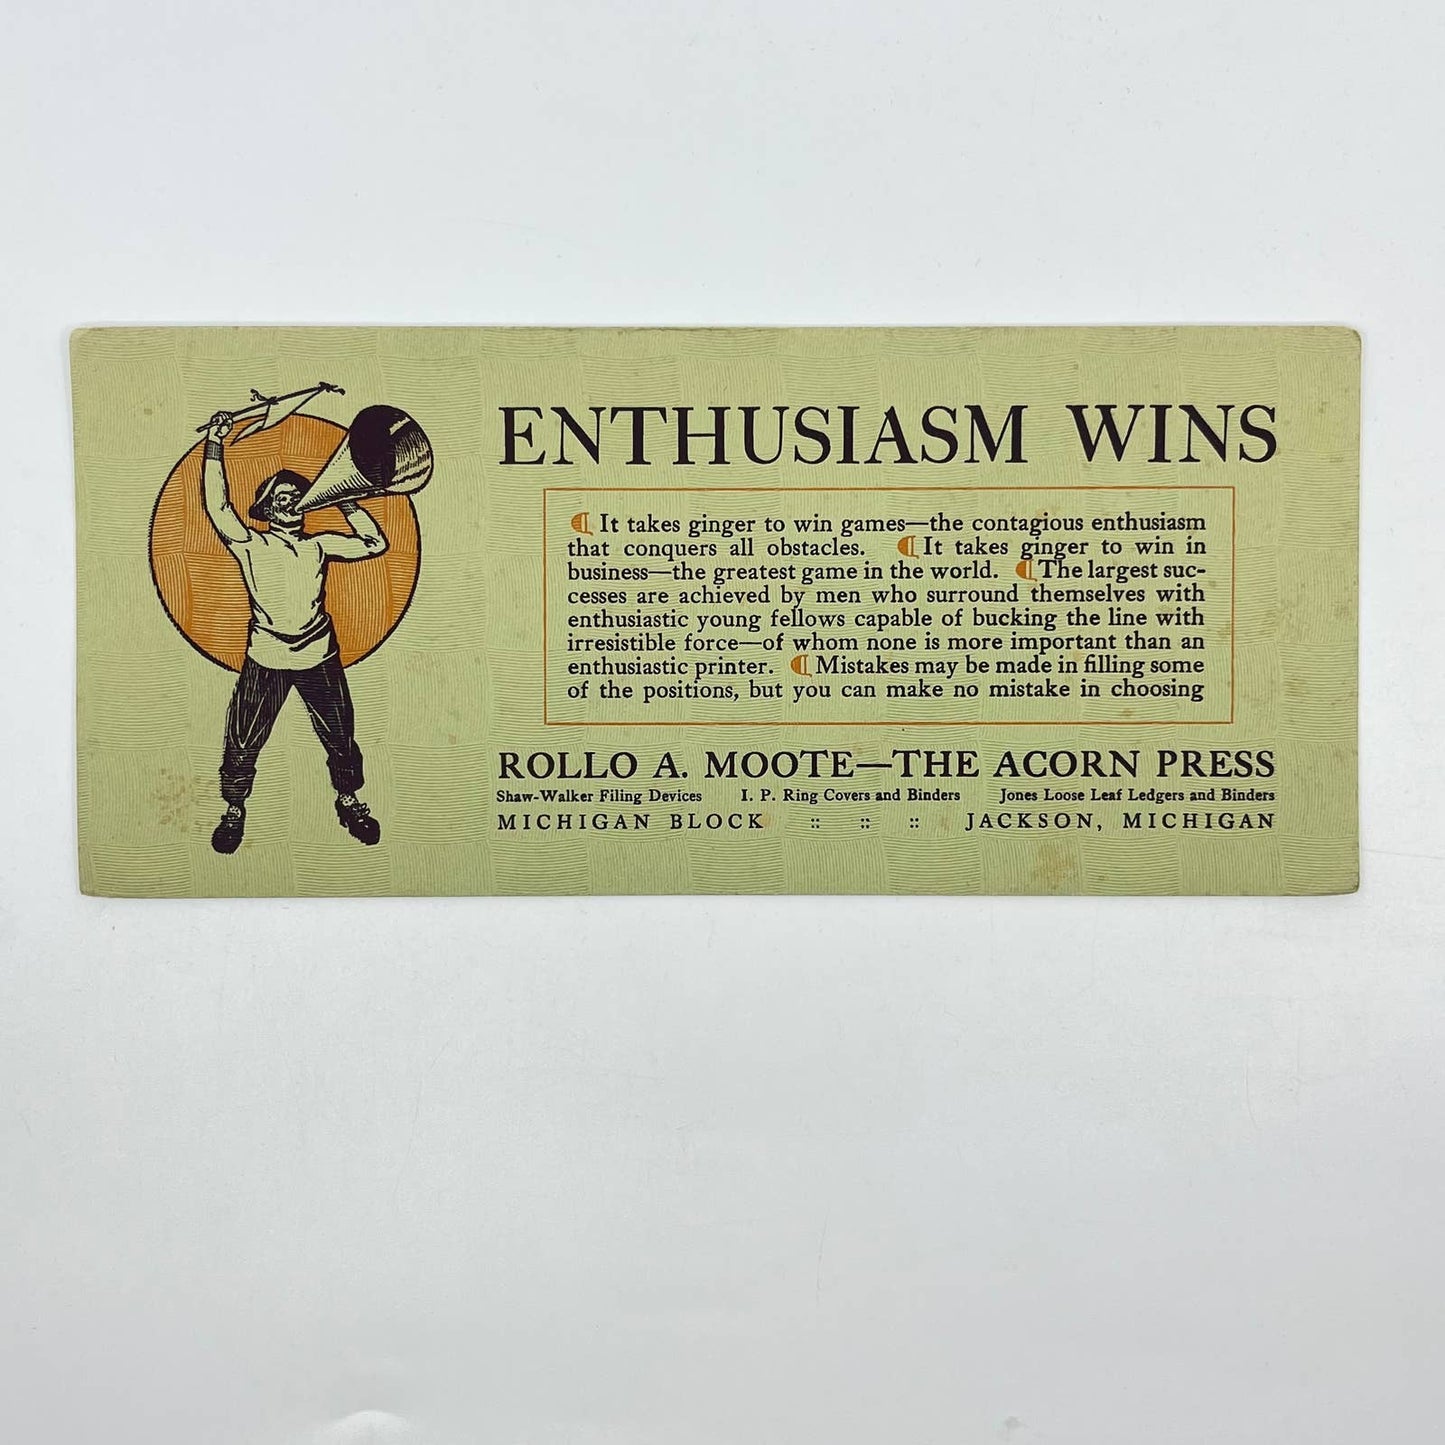 ENTHUSIASM WINS
¶ It takes ginger to win games—the contagious enthusiasm
that conquers all obstacles. ¶ It takes ginger to win in
business—the greatest game in the world. ¶ The largest suc-
cesses are achieved by men who surround themselves with
enthusiastic young fellows capable of bucking the line with
irresistible force—of whom none is more important than an
enthusiastic printer. ¶ Mistakes may be made in filling some
of the positions, but you can make no mistake in choosing
ROLLO A. MOOTE—THE ACORN PRESS
Shaw-Walker Filing Devices I. P. Ring Covers and Binders Jones Loose Leaf Ledgers and Binders
MICHIGAN BLOCK :: :: :: JACKSON, MICHIGAN